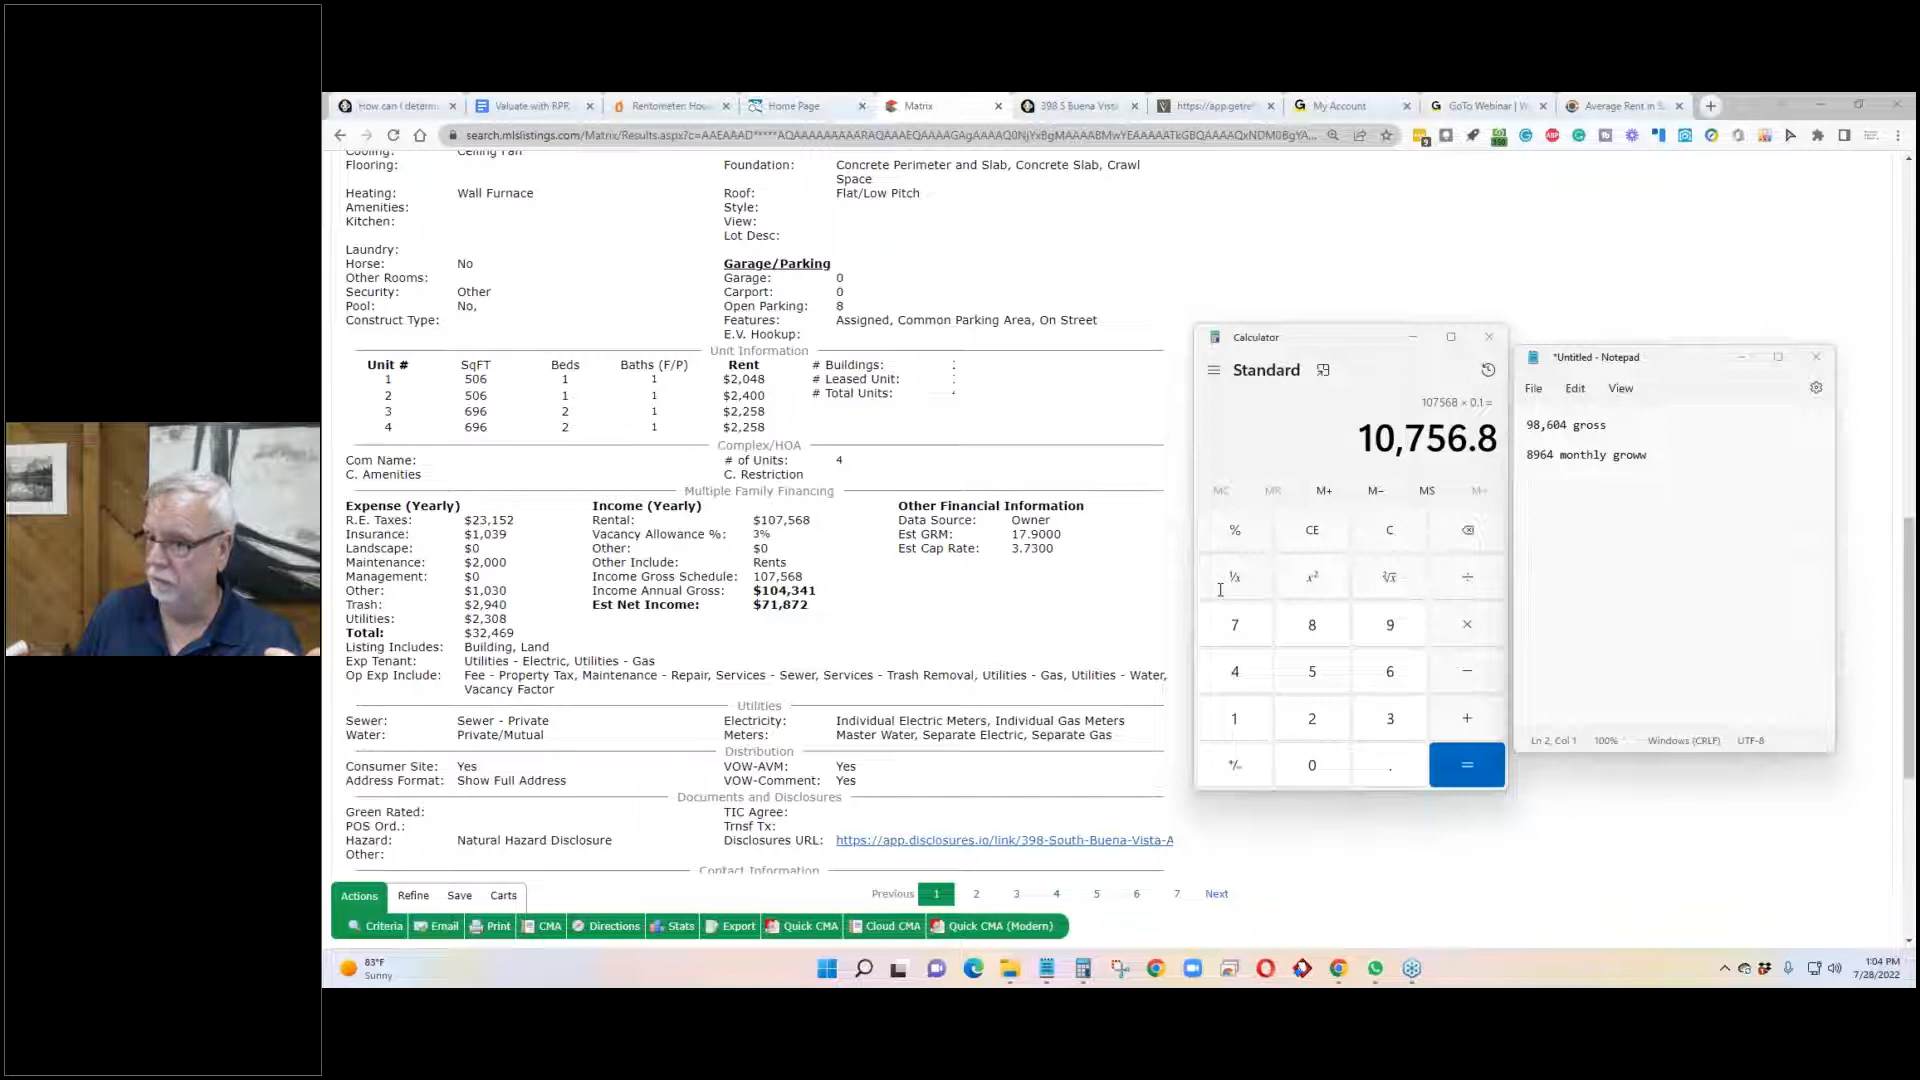 How can I determ
Valuate with RPR
Rentometer: Hou
Home Page
Matrix
398 S Buena Vista
https://app.getre
My Account
GoTo Webinar | W
Average Rent in S
search.mlslistings.com/Matrix/Results.aspx?c=
Cooling: Ceiling Fan
Flooring:
Foundation: Concrete Perimeter and Slab, Concrete Slab, Crawl
Space
Heating: Wall Furnace
Roof: Flat/Low Pitch
Amenities:
Style:
Kitchen:
View:
Lot Desc:
Laundry:
Horse: No
Garage/Parking
Other Rooms:
Garage: 0
Security: Other
Carport: 0
Pool: No,
Open Parking: 8
Construct Type:
Features: Assigned, Common Parking Area, On Street
E.V. Hookup:
Unit Information
Unit # SqFT Beds Baths (F/P) Rent # Buildings:
1 506 1 1 $2,048 # Leased Unit:
2 506 1 1 $2,400 # Total Units:
3 696 2 1 $2,258
4 696 2 1 $2,258
Complex/HOA
Com Name:
# of Units: 4
C. Amenities
C. Restriction
Multiple Family Financing
Expense (Yearly) Income (Yearly) Other Financial Information
R.E. Taxes: $23,152 Rental: $107,568 Data Source: Owner
Insurance: $1,039 Vacancy Allowance %: 3% Est GRM: 17.9000
Landscape: $0 Other: $0 Est Cap Rate: 3.7300
Maintenance: $2,000 Other Include: Rents
Management: $0 Income Gross Schedule: 107,568
Other: $1,030 Income Annual Gross: $104,341
Trash: $2,940 Est Net Income: $71,872
Utilities: $2,308
Total: $32,469
Listing Includes: Building, Land
Exp Tenant: Utilities - Electric, Utilities - Gas
Op Exp Include: Fee - Property Tax, Maintenance - Repair, Services - Sewer, Services - Trash Removal, Utilities - Gas, Utilities - Water,
Vacancy Factor
Utilities
Sewer: Sewer - Private Electricity: Individual Electric Meters, Individual Gas Meters
Water: Private/Mutual Meters: Master Water, Separate Electric, Separate Gas
Distribution
Consumer Site: Yes VOW-AVM: Yes
Address Format: Show Full Address VOW-Comment: Yes
Documents and Disclosures
Green Rated: TIC Agree:
POS Ord.: Trnsf Tx:
Hazard: Natural Hazard Disclosure Disclosures URL: https://app.disclosures.io/link/398-South-Buena-Vista-A
Other:
Contact Information
Actions Refine Save Carts
Previous 1 2 3 4 5 6 7 Next
Criteria Email Print CMA Directions Stats Export Quick CMA Cloud CMA Quick CMA (Modern)
Calculator
Standard
107568 × 0.1 =
10,756.8
MC MR M+ M− MS M
% CE C
¹/x x² ²√x ÷
7 8 9 ×
4 5 6 −
1 2 3 +
+/− 0 . =
*Untitled - Notepad
File Edit View
98,604 gross
8964 monthly groww
Ln 2, Col 1 100% Windows (CRLF) UTF-8
83°F
Sunny
1:04 PM
7/28/2022